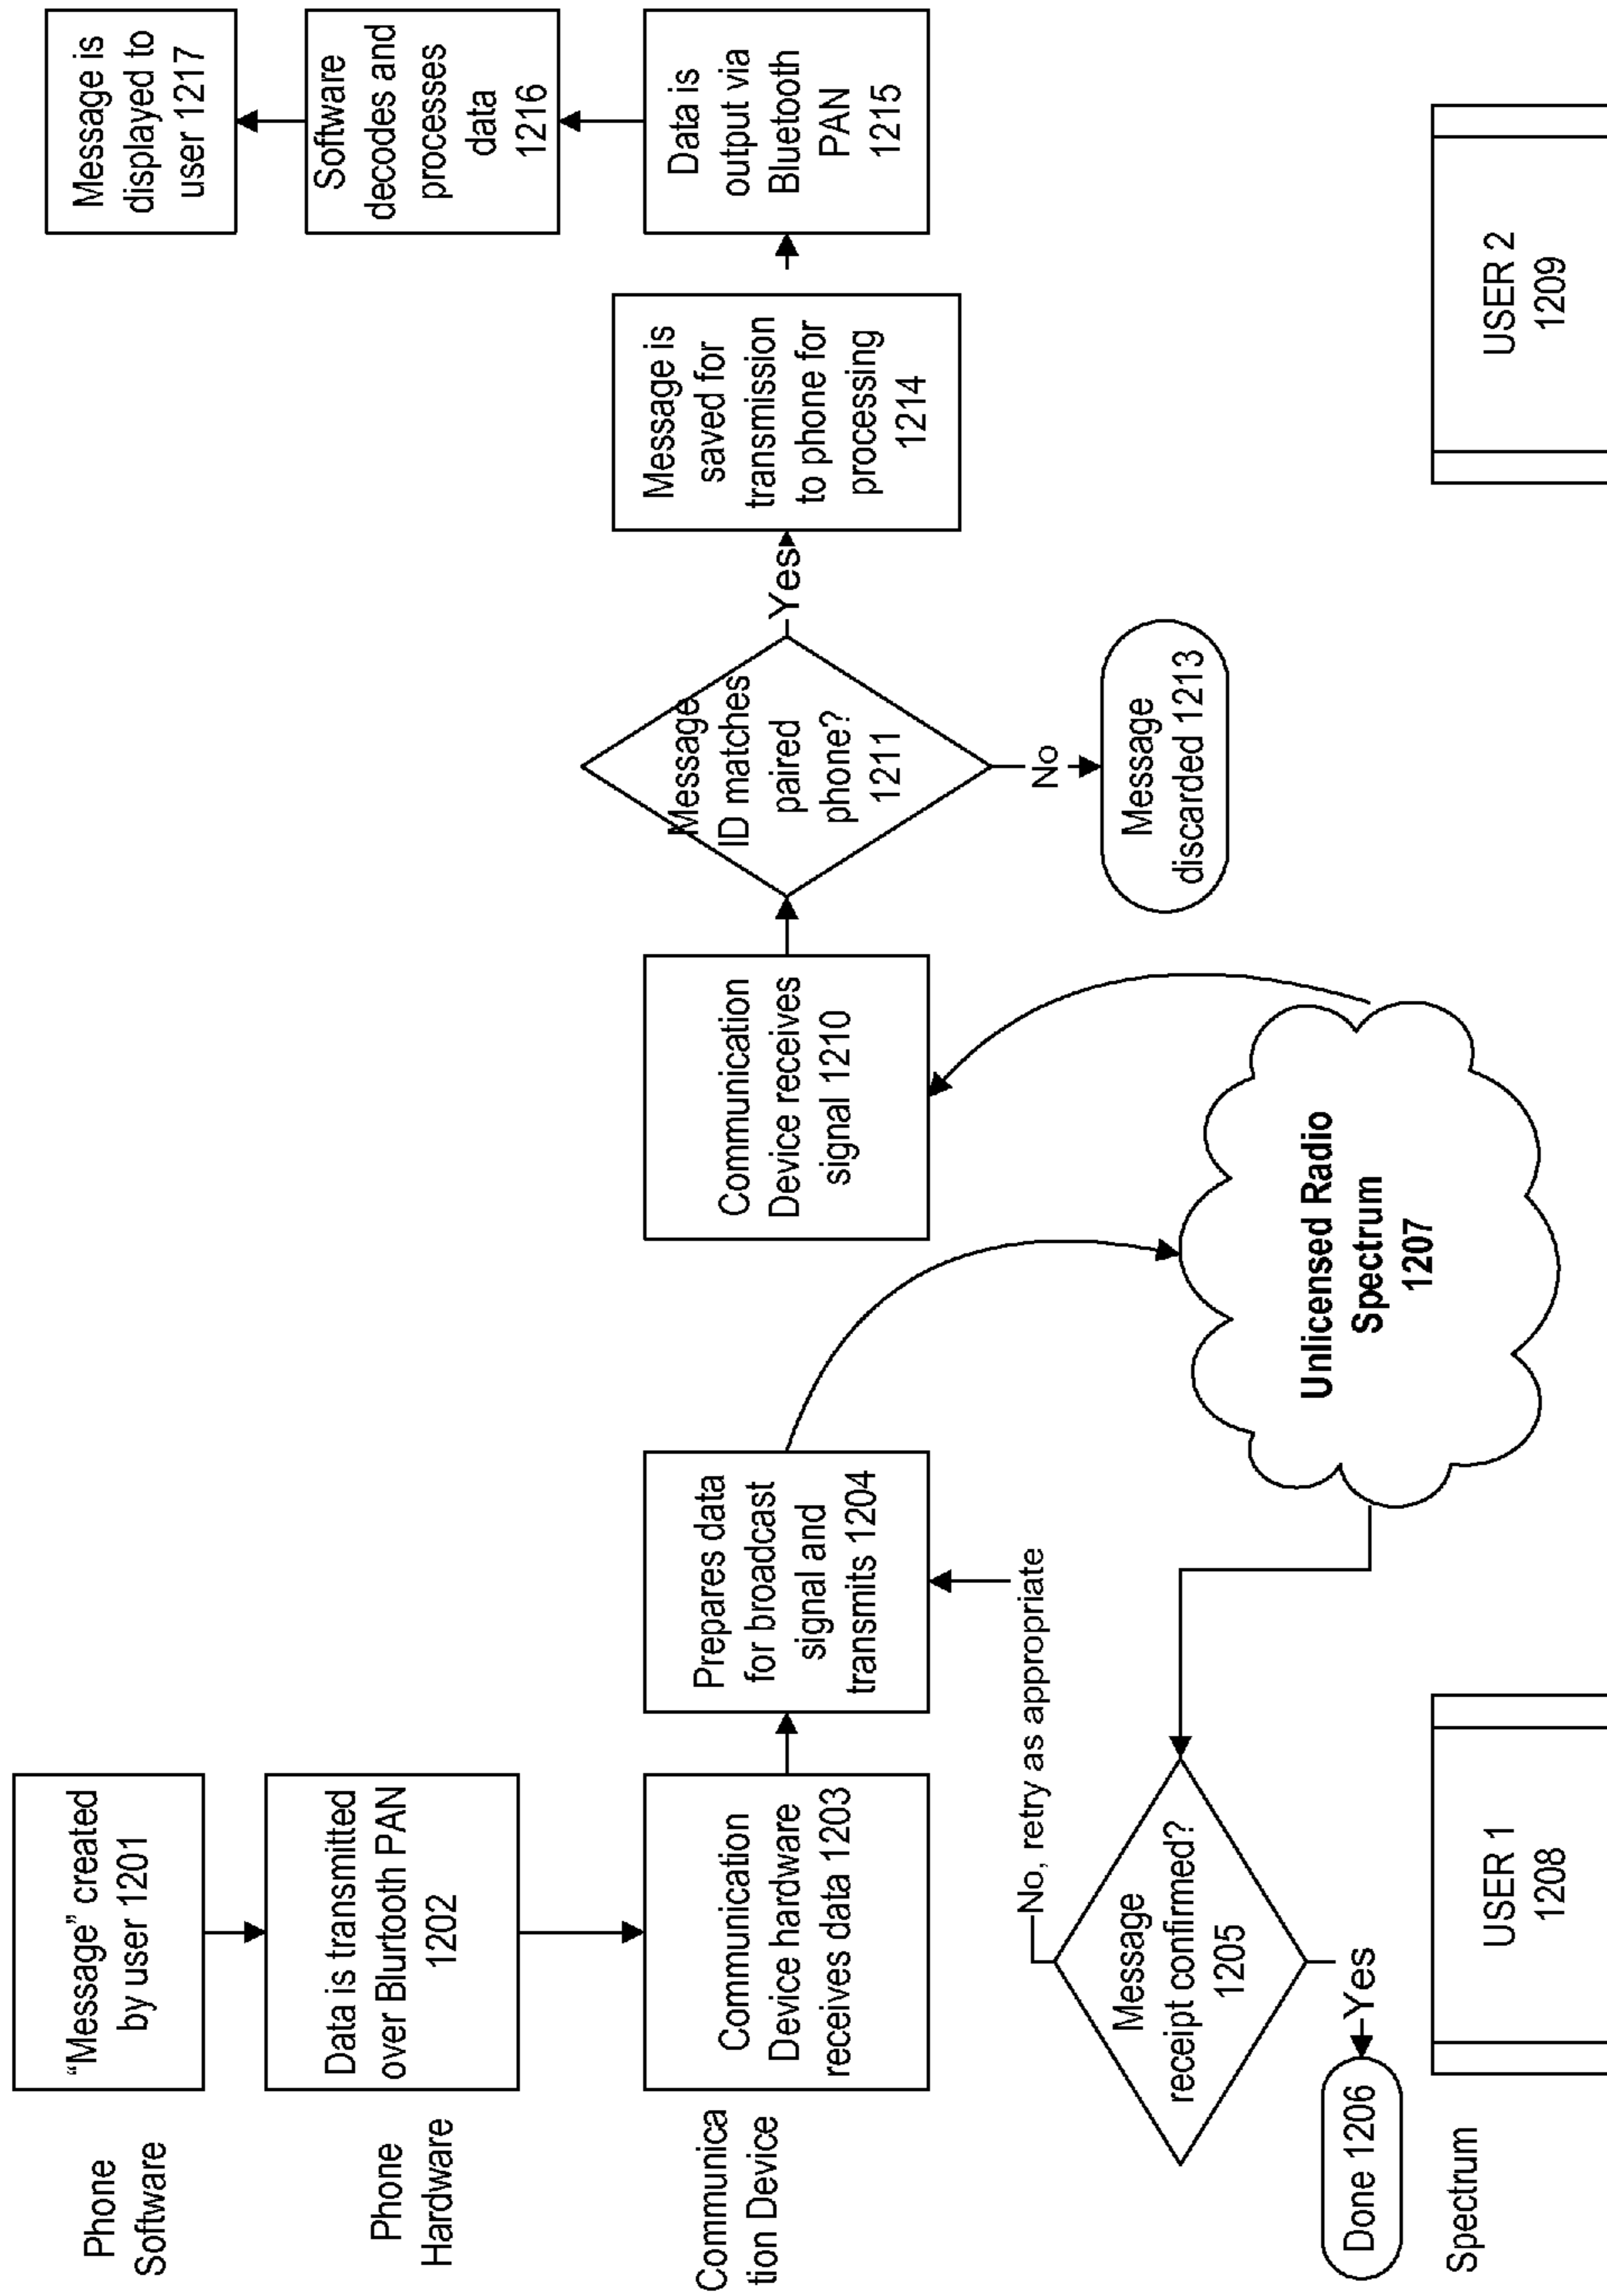 Phone
Software
“Message” created
by user 1201
Message is
displayed to
user 1217
Phone
Hardware
Data is transmitted
over Blurtooth PAN
1202
Software
decodes and
processes
data
1216
Communica
tion Device
Communication
Device hardware
receives data 1203
Prepares data
for broadcast
signal and
transmits 1204
Communication
Device receives
signal 1210
Message
ID matches
paired
phone?
1211
Yes
Message is
saved for
transmission
to phone for
processing
1214
Data is
output via
Bluetooth
PAN
1215
No
Message
discarded 1213
No, retry as appropriate
Message
receipt confirmed?
1205
Yes
Done 1206
Unlicensed Radio
Spectrum
1207
Spectrum
USER 1
1208
USER 2
1209